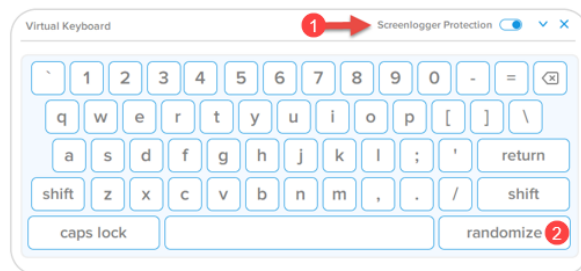 Virtual Keyboard 1 Screenlogger Protection
` 1 2 3 4 5 6 7 8 9 0 - =
q w e r t y u i o p [ ] \
a s d f g h j k l ; ' return
shift z x c v b n m , . / shift
caps lock randomize 2